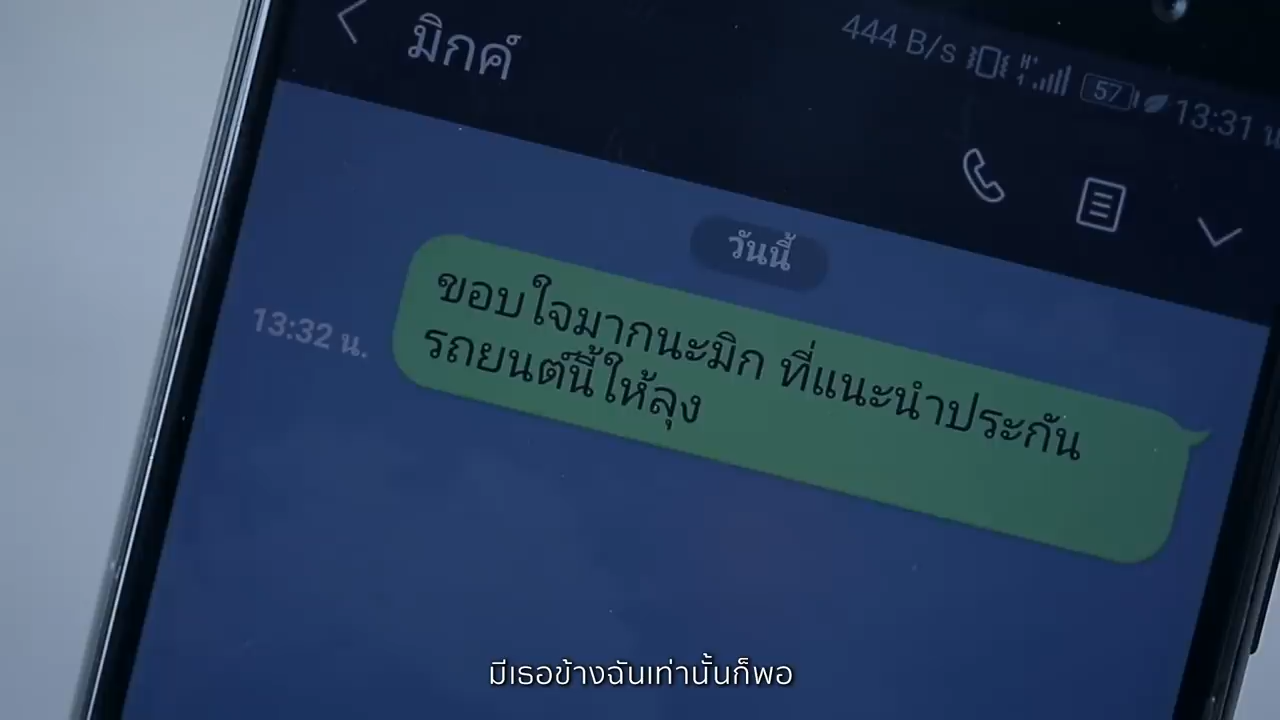 444 B/s H+ 57 13:31 น
มิกค์
วันนี้
ขอบใจมากนะมิก ที่แนะนำประกัน
รถยนต์นี้ให้ลุง
13:32 น.
มีเธอข้างฉันเท่านั้นก็พอ